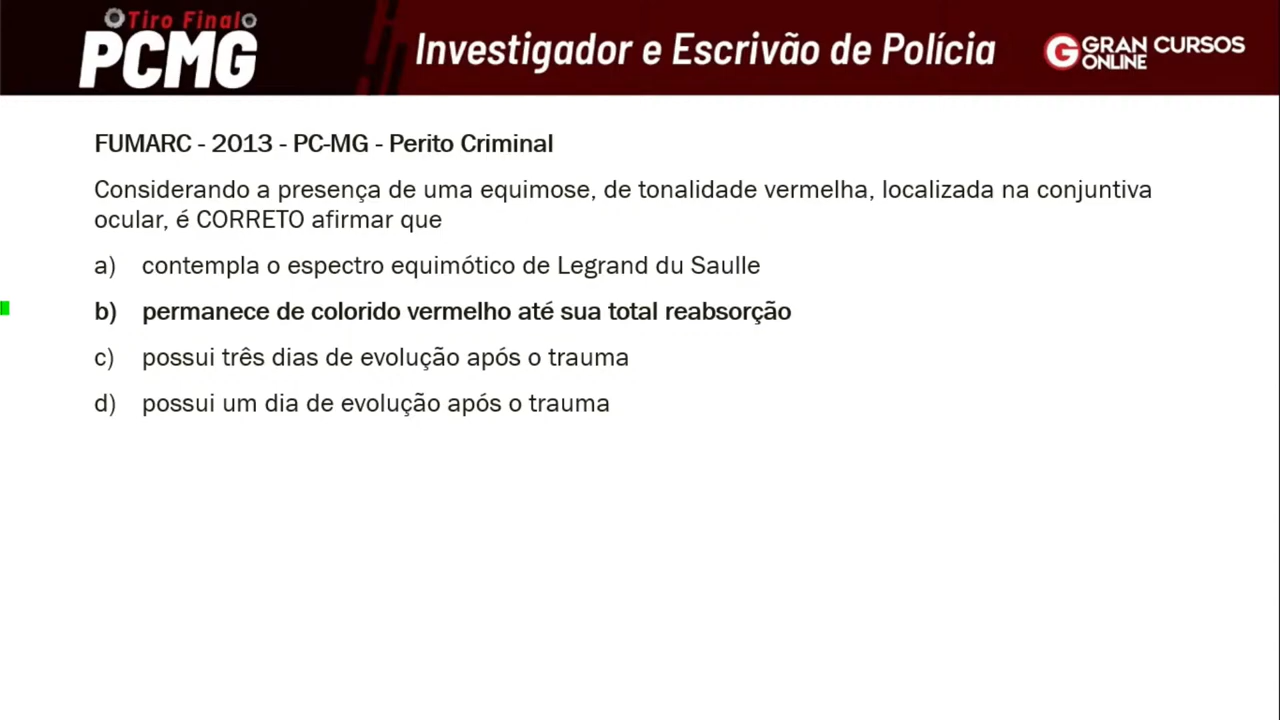 Tiro Final
PCMG
Investigador e Escrivão de Polícia
GRAN CURSOS
ONLINE
FUMARC - 2013 - PC-MG - Perito Criminal
Considerando a presença de uma equimose, de tonalidade vermelha, localizada na conjuntiva
ocular, é CORRETO afirmar que
a) contempla o espectro equimótico de Legrand du Saulle
b) permanece de colorido vermelho até sua total reabsorção
c) possui três dias de evolução após o trauma
d) possui um dia de evolução após o trauma